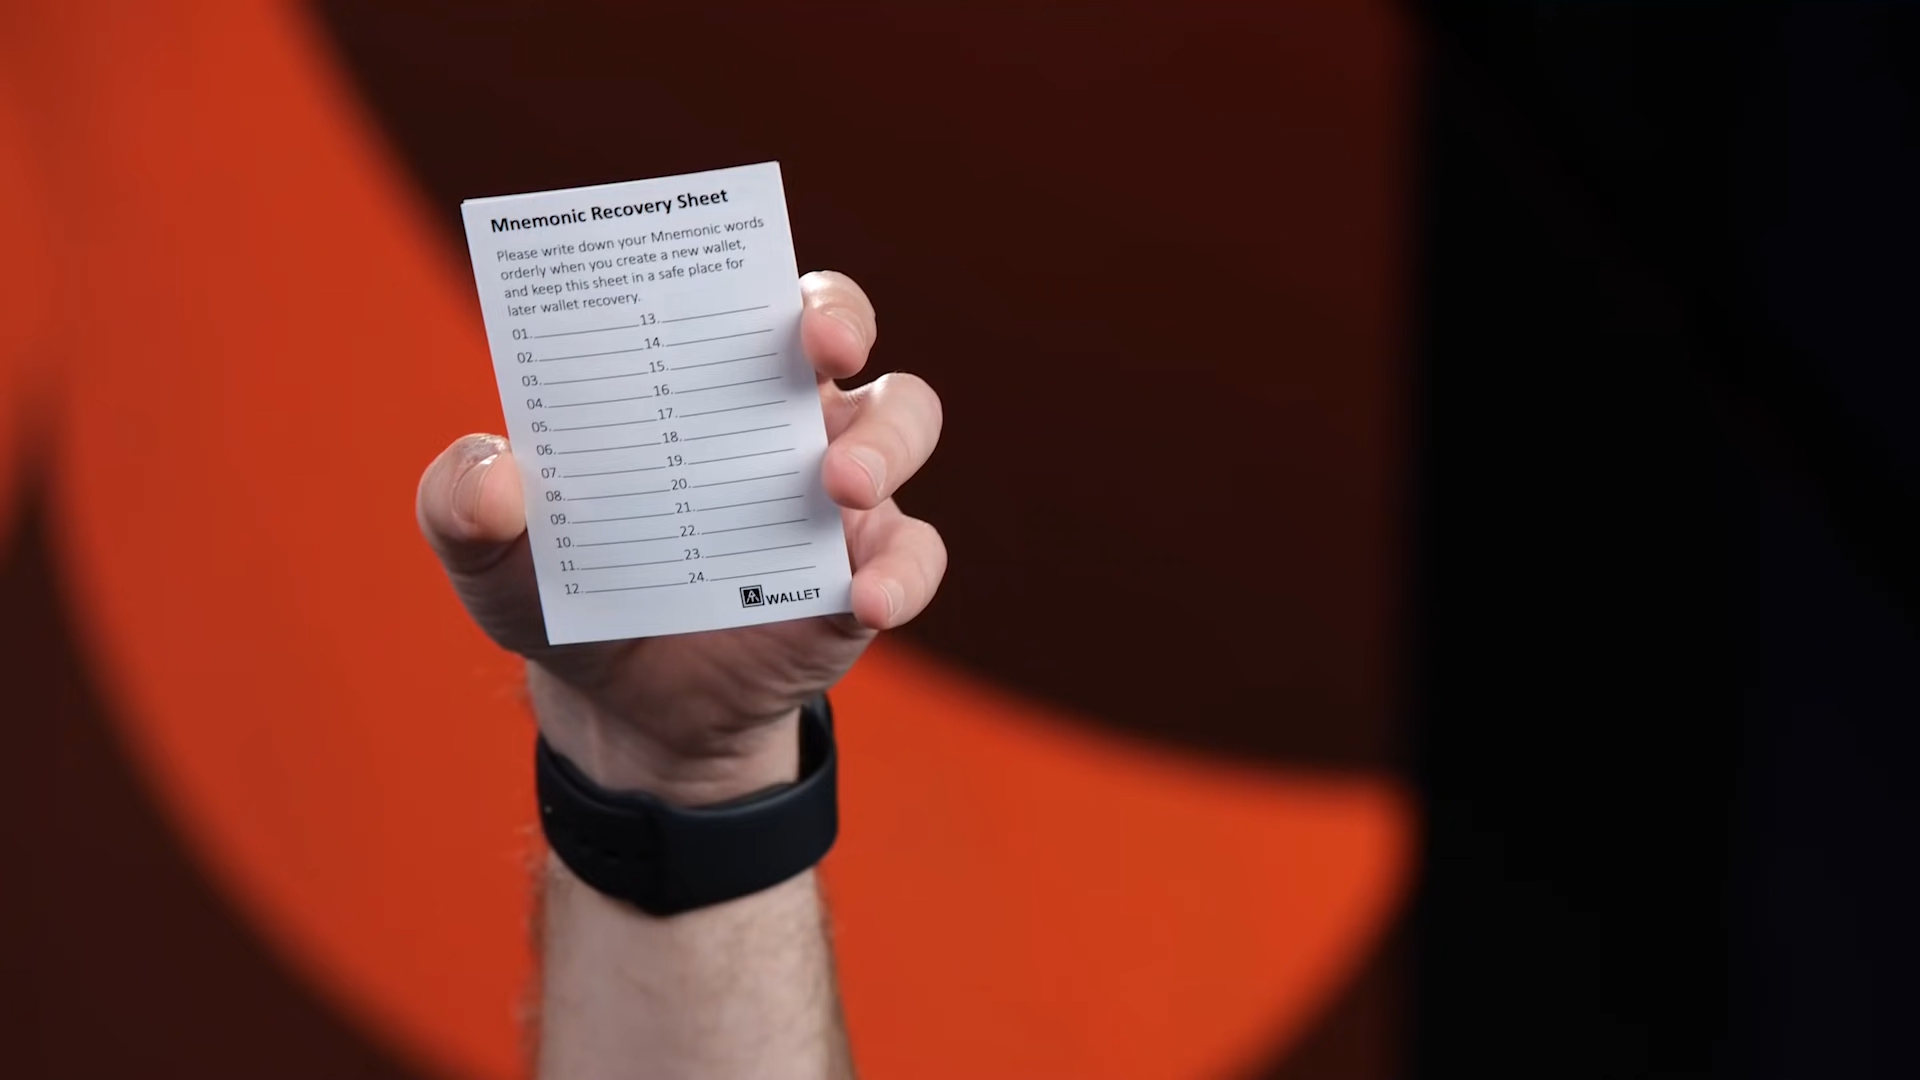 Mnemonic Recovery Sheet
Please write down your Mnemonic words
orderly when you create a new wallet,
and keep this sheet in a safe place for
later wallet recovery.
01. 13.
02. 14.
03. 15.
04. 16.
05. 17.
06. 18.
07. 19.
08. 20.
09. 21.
10. 22.
11. 23.
12. 24.
WALLET